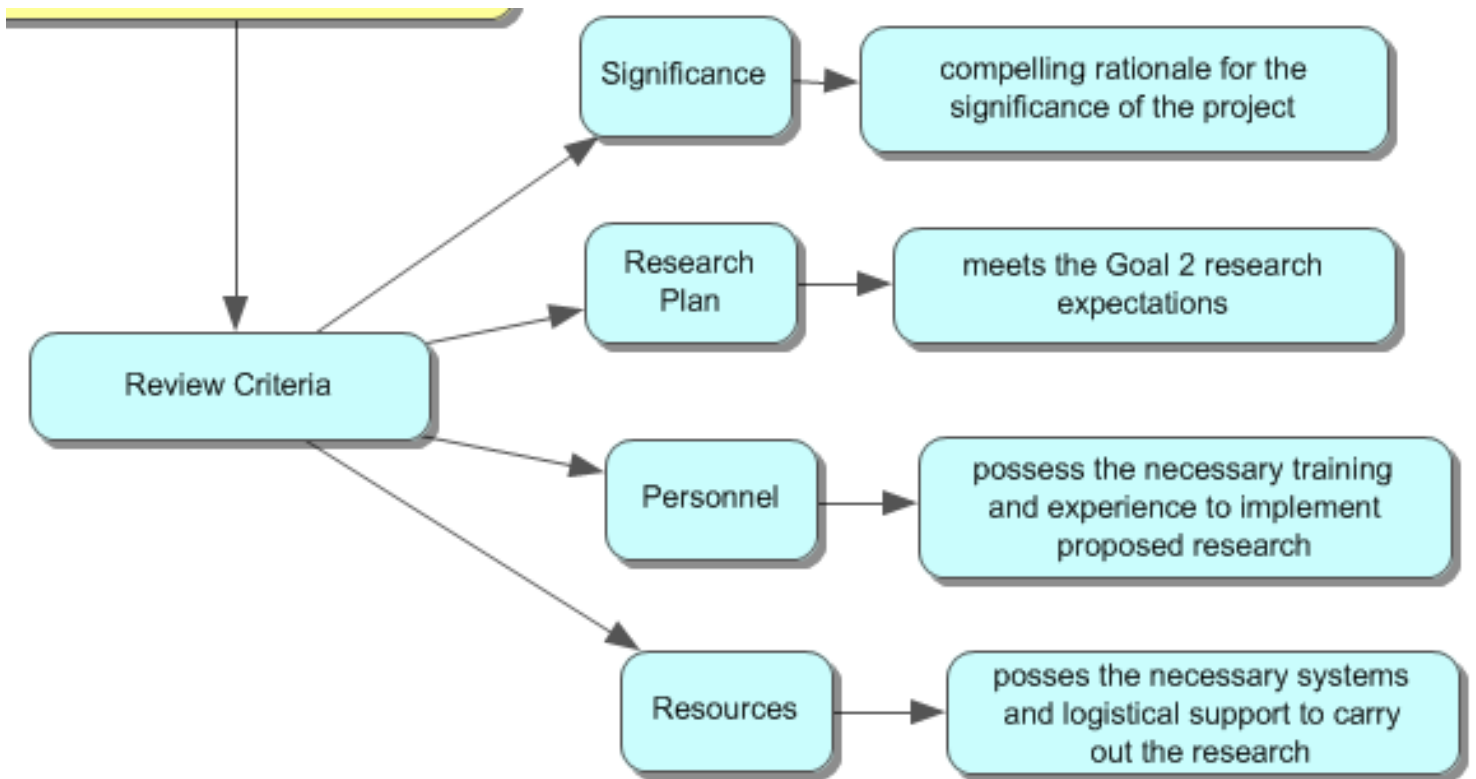 Significance
compelling rationale for the
significance of the project
Research
Plan
meets the Goal 2 research
expectations
Review Criteria
Personnel
possess the necessary training
and experience to implement
proposed research
Resources
posses the necessary systems
and logistical support to carry
out the research